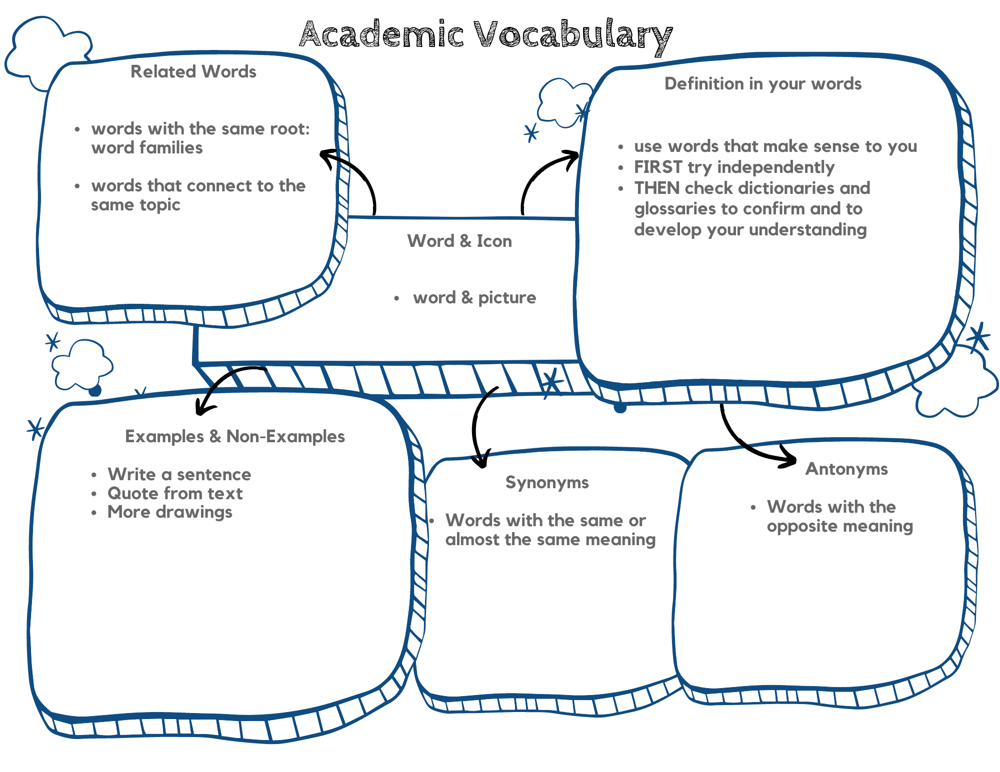 Academic Vocabulary
Related Words
• words with the same root:
word families
• words that connect to the
same topic
Definition in your words
• use words that make sense to you
• FIRST try independently
• THEN check dictionaries and
glossaries to confirm and to
develop your understanding
Word & Icon
• word & picture
Examples & Non-Examples
• Write a sentence
• Quote from text
• More drawings
Synonyms
• Words with the same or
almost the same meaning
Antonyms
• Words with the
opposite meaning